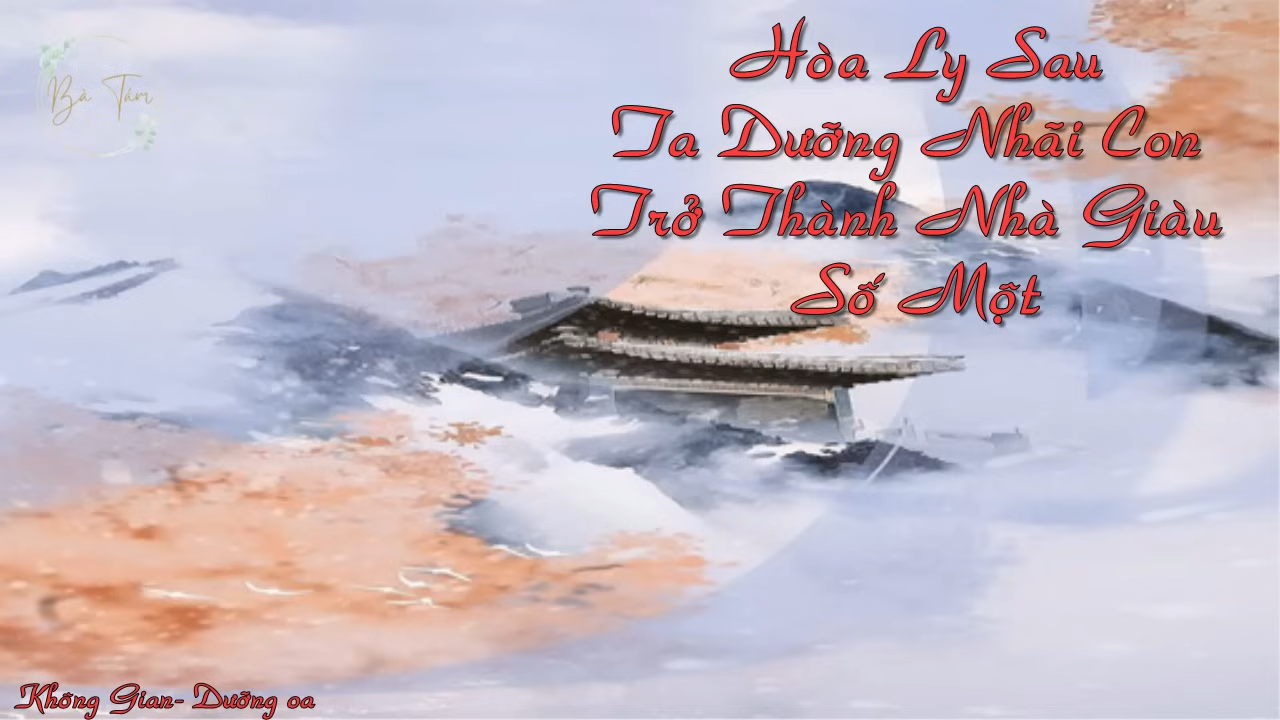 Bà Tám
Hòa Ly Sau
Ta Dưỡng Nhãi Con
Trở Thành Nhà Giàu
Số Một
Không Gian- Dưỡng oa